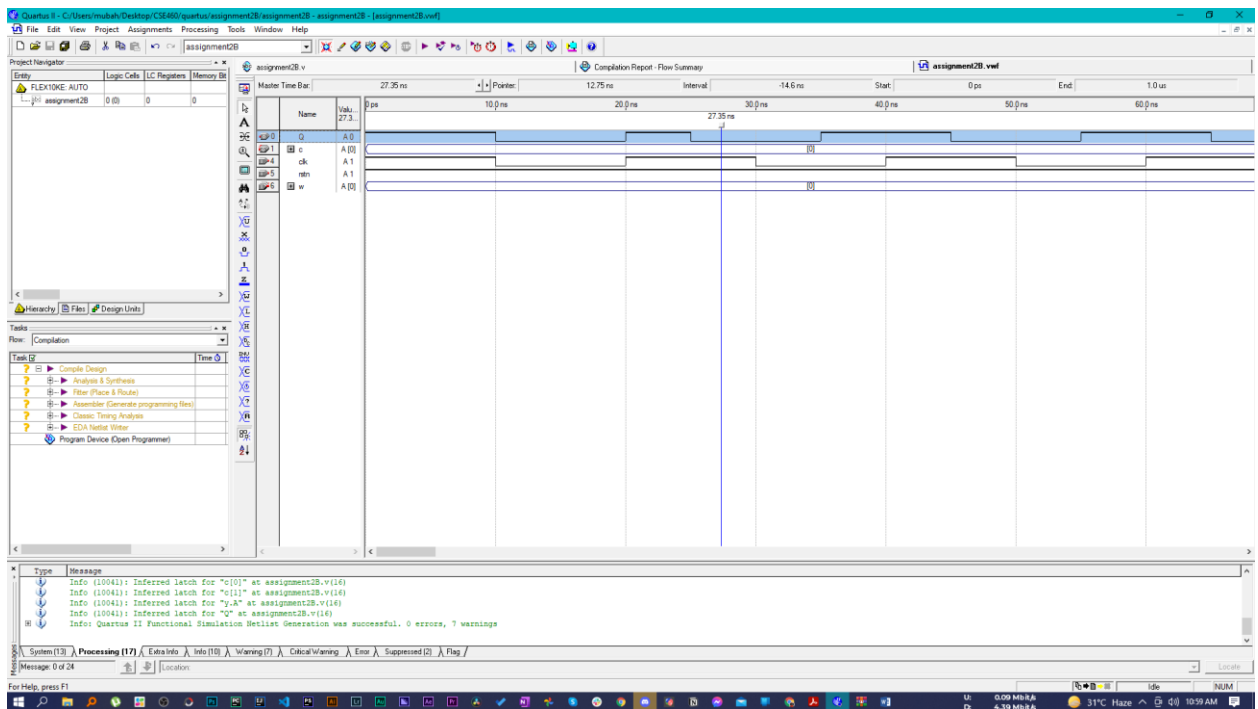 Quartus II - C:/Users/mubah/Desktop/CSE460/quartus/assignment2B/assignment2B - assignment2B - [assignment2B.vwf]
File Edit View Project Assignments Processing Tools Window Help
assignment2B
Project Navigator
Entity Logic Cells LC Registers Memory Bit
FLEX10KE: AUTO
assignment2B 0 (0) 0 0
Hierarchy Files Design Units
Tasks
Flow: Compilation
Task Time
Compile Design
Analysis & Synthesis
Fitter (Place & Route)
Assembler (Generate programming files)
Classic Timing Analysis
EDA Netlist Writer
Program Device (Open Programmer)
assignment2B.v Compilation Report - Flow Summary assignment2B.vwf
Master Time Bar: 27.35 ns Pointer: 12.75 ns Interval: -14.6 ns Start: 0 ps End: 1.0 us
Name Valu... 27.3...
0 ps 10.0 ns 20.0 ns 30.0 ns 40.0 ns 50.0 ns 60.0 ns
27.35 ns
0 Q A 0
1 c A [0] [0]
4 clk A 1
5 rstn A 1
6 w A [0] [0]
Type Message
Info (10041): Inferred latch for "c[0]" at assignment2B.v(16)
Info (10041): Inferred latch for "c[1]" at assignment2B.v(16)
Info (10041): Inferred latch for "y.A" at assignment2B.v(16)
Info (10041): Inferred latch for "Q" at assignment2B.v(16)
Info: Quartus II Functional Simulation Netlist Generation was successful. 0 errors, 7 warnings
System (13) Processing (17) Extra Info Info (10) Warning (7) Critical Warning Error Suppressed (2) Flag
Messages
Message: 0 of 24 Location: Locate
For Help, press F1 Idle NUM
U: 0.09 Mbit/s
D: 4.39 Mbit/s
31°C Haze 10:59 AM